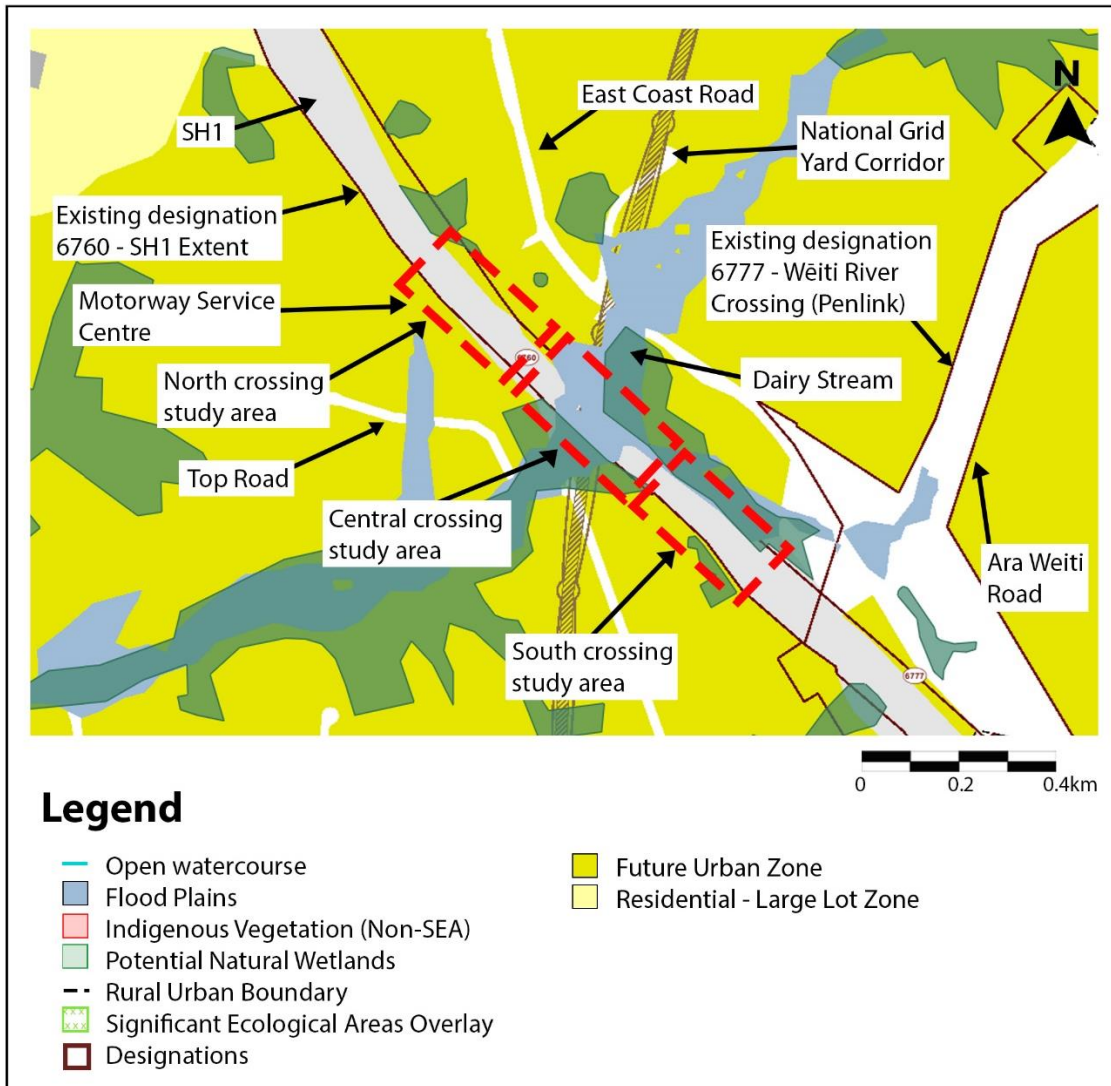 N
SH1
East Coast Road
National Grid
Yard Corridor
Existing designation
6760 - SH1 Extent
Existing designation
6777 - Wēiti River
Crossing (Penlink)
Motorway Service
Centre
North crossing
study area
6760
Dairy Stream
Top Road
Central crossing
study area
Ara Weiti
Road
South crossing
study area
6777
0
0.2
0.4km
Legend
Open watercourse
Flood Plains
Indigenous Vegetation (Non-SEA)
Potential Natural Wetlands
Rural Urban Boundary
Significant Ecological Areas Overlay
Designations
Future Urban Zone
Residential - Large Lot Zone